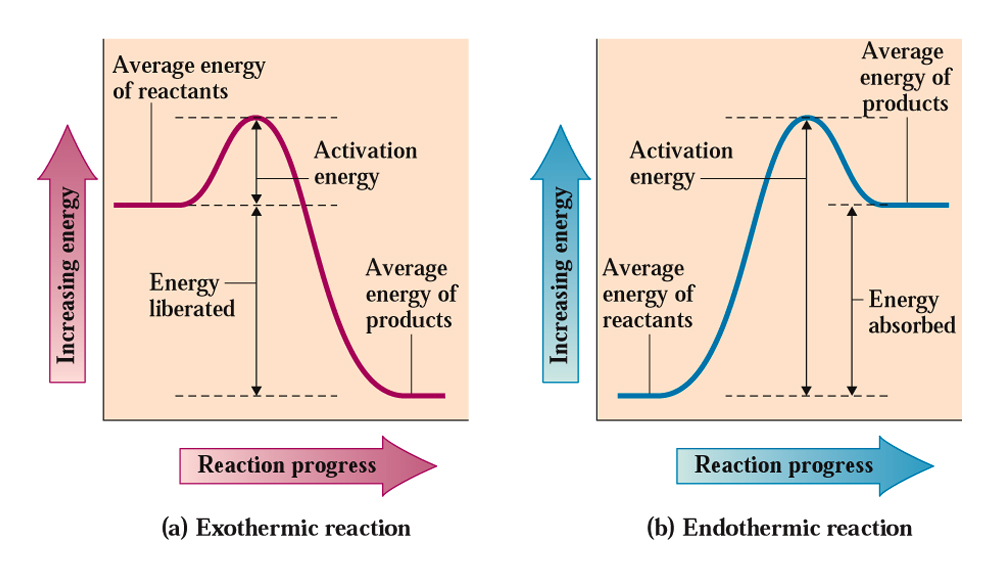 Average energy
of reactants
Activation
energy
Energy
liberated
Average
energy of
products
Increasing energy
Reaction progress
(a) Exothermic reaction
Average
energy of
products
Activation
energy
Average
energy of
reactants
Energy
absorbed
Increasing energy
Reaction progress
(b) Endothermic reaction